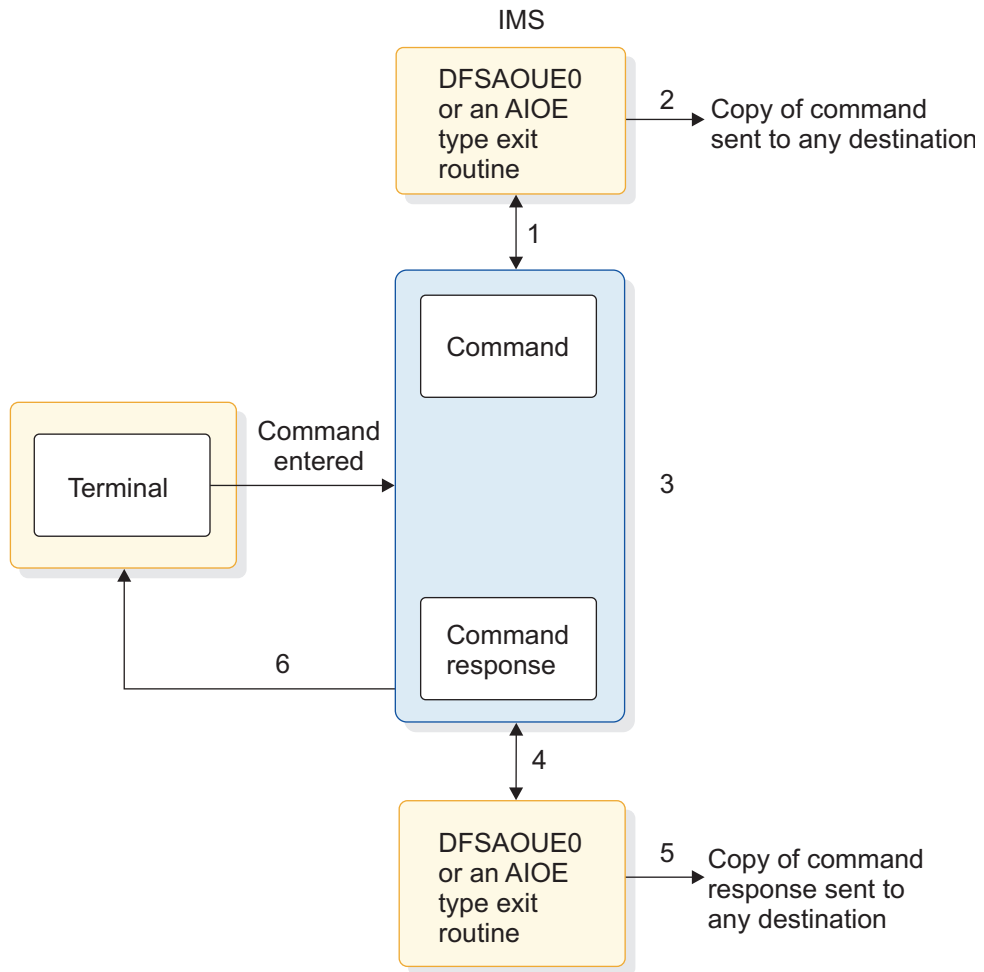 IMS
DFSAOUE0
or an AIOE
type exit
routine
2
Copy of command
sent to any destination
1
Command
Command
entered
Terminal
3
Command
response
6
4
DFSAOUE0
or an AIOE
type exit
routine
5
Copy of command
response sent to
any destination